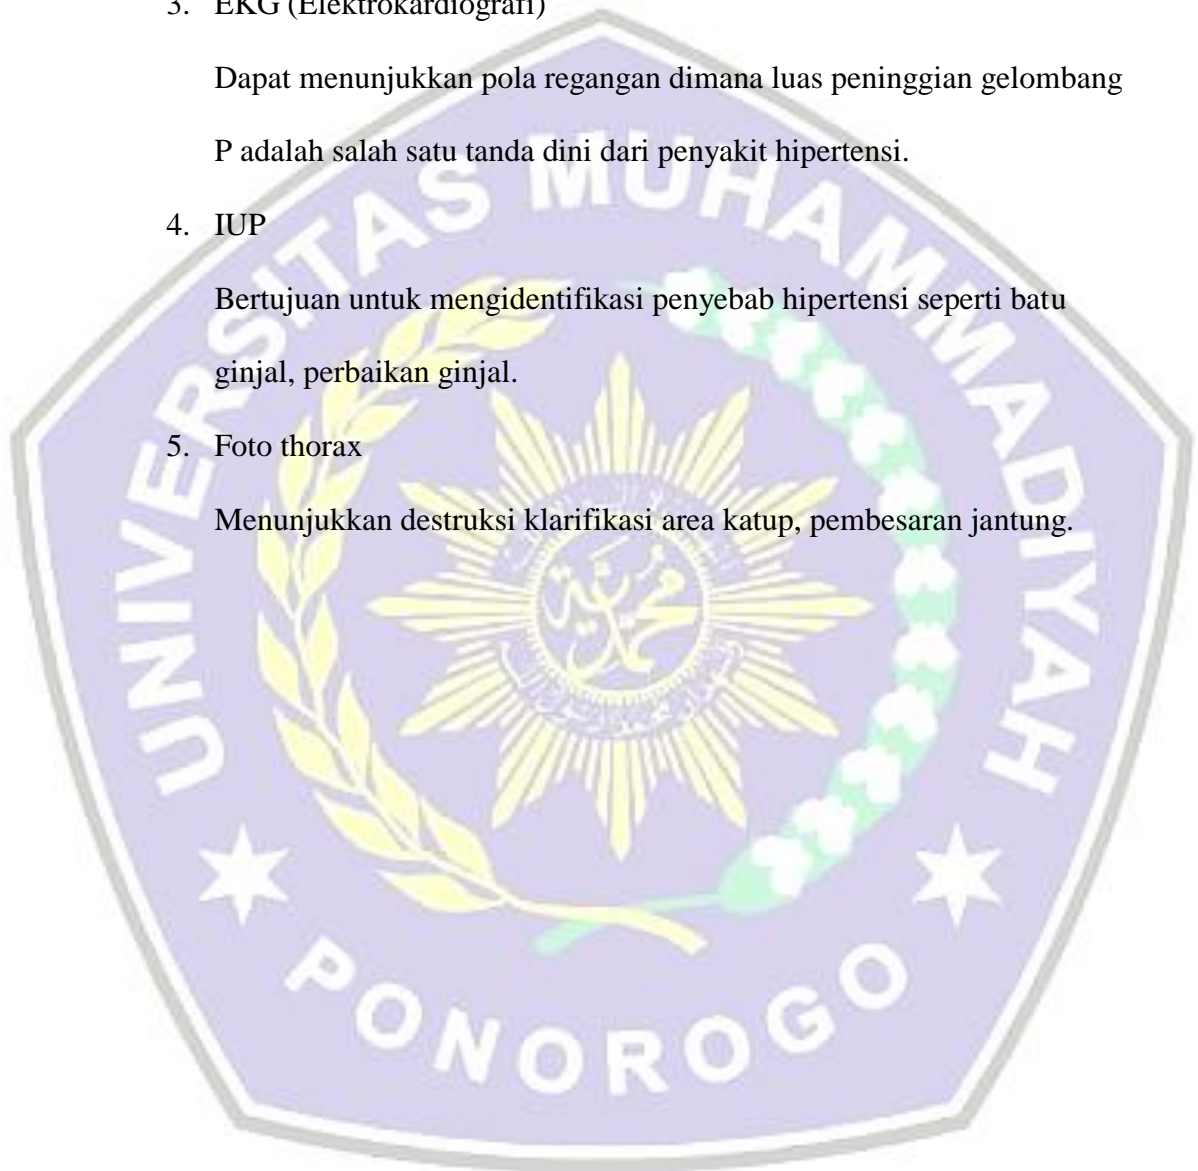 3. EKG (Elektrokardiografi)
Dapat menunjukkan pola regangan dimana luas peninggian gelombang
P adalah salah satu tanda dini dari penyakit hipertensi.
4. IUP
Bertujuan untuk mengidentifikasi penyebab hipertensi seperti batu
ginjal, perbaikan ginjal.
5. Foto thorax
Menunjukkan destruksi klarifikasi area katup, pembesaran jantung.
UNIVERSITAS MUHAMMADIYAH
PONOROGO
محمدية